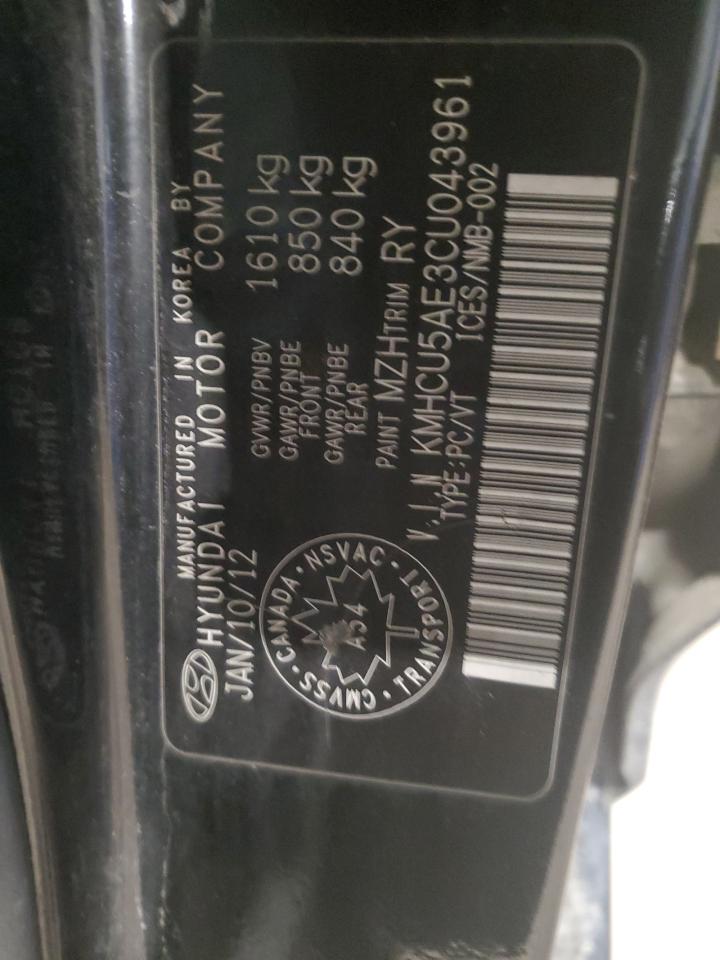 MANUFACTURED IN KOREA BY
HYUNDAI MOTOR COMPANY
JAN/10/12
GVWR/PNBV 1610 kg
GAWR/PNBE FRONT 850 kg
GAWR/PNBE REAR 840 kg
PAINT MZH TRIM RY
V.I.N KMHCU5AE3CU043961
TYPE:PC/VT ICES/NMB-002
CMVSS · CANADA · NSVAC · TRANSPORT ·
A34